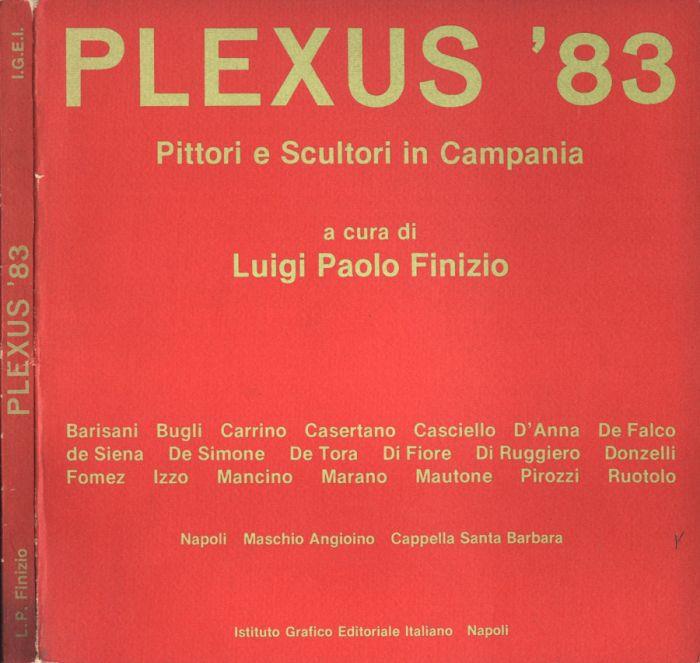 PLEXUS '83
Pittori e Scultori in Campania
a cura di
Luigi Paolo Finizio
Barisani Bugli Carrino Casertano Casciello D'Anna De Falco
de Siena De Simone De Tora Di Fiore Di Ruggiero Donzelli
Fomez Izzo Mancino Marano Mautone Pirozzi Ruotolo
Napoli Maschio Angioino Cappella Santa Barbara
Istituto Grafico Editoriale Italiano Napoli
L.P. Finizio PLEXUS '83 I.G.E.I.